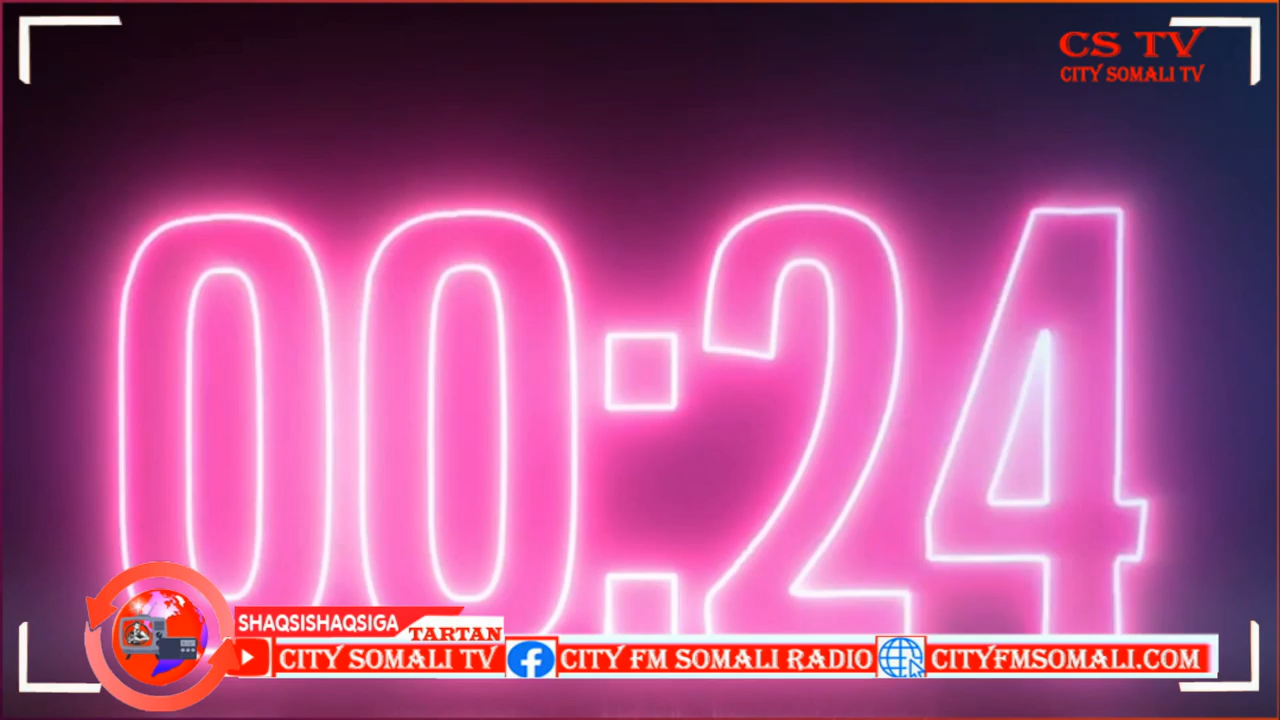 CS TV
CITY SOMALI TV
00:24
SHAQSISHAQSIGA
TARTAN
CITY SOMALI TV
CITY FM SOMALI RADIO
CITYFMSOMALI.COM